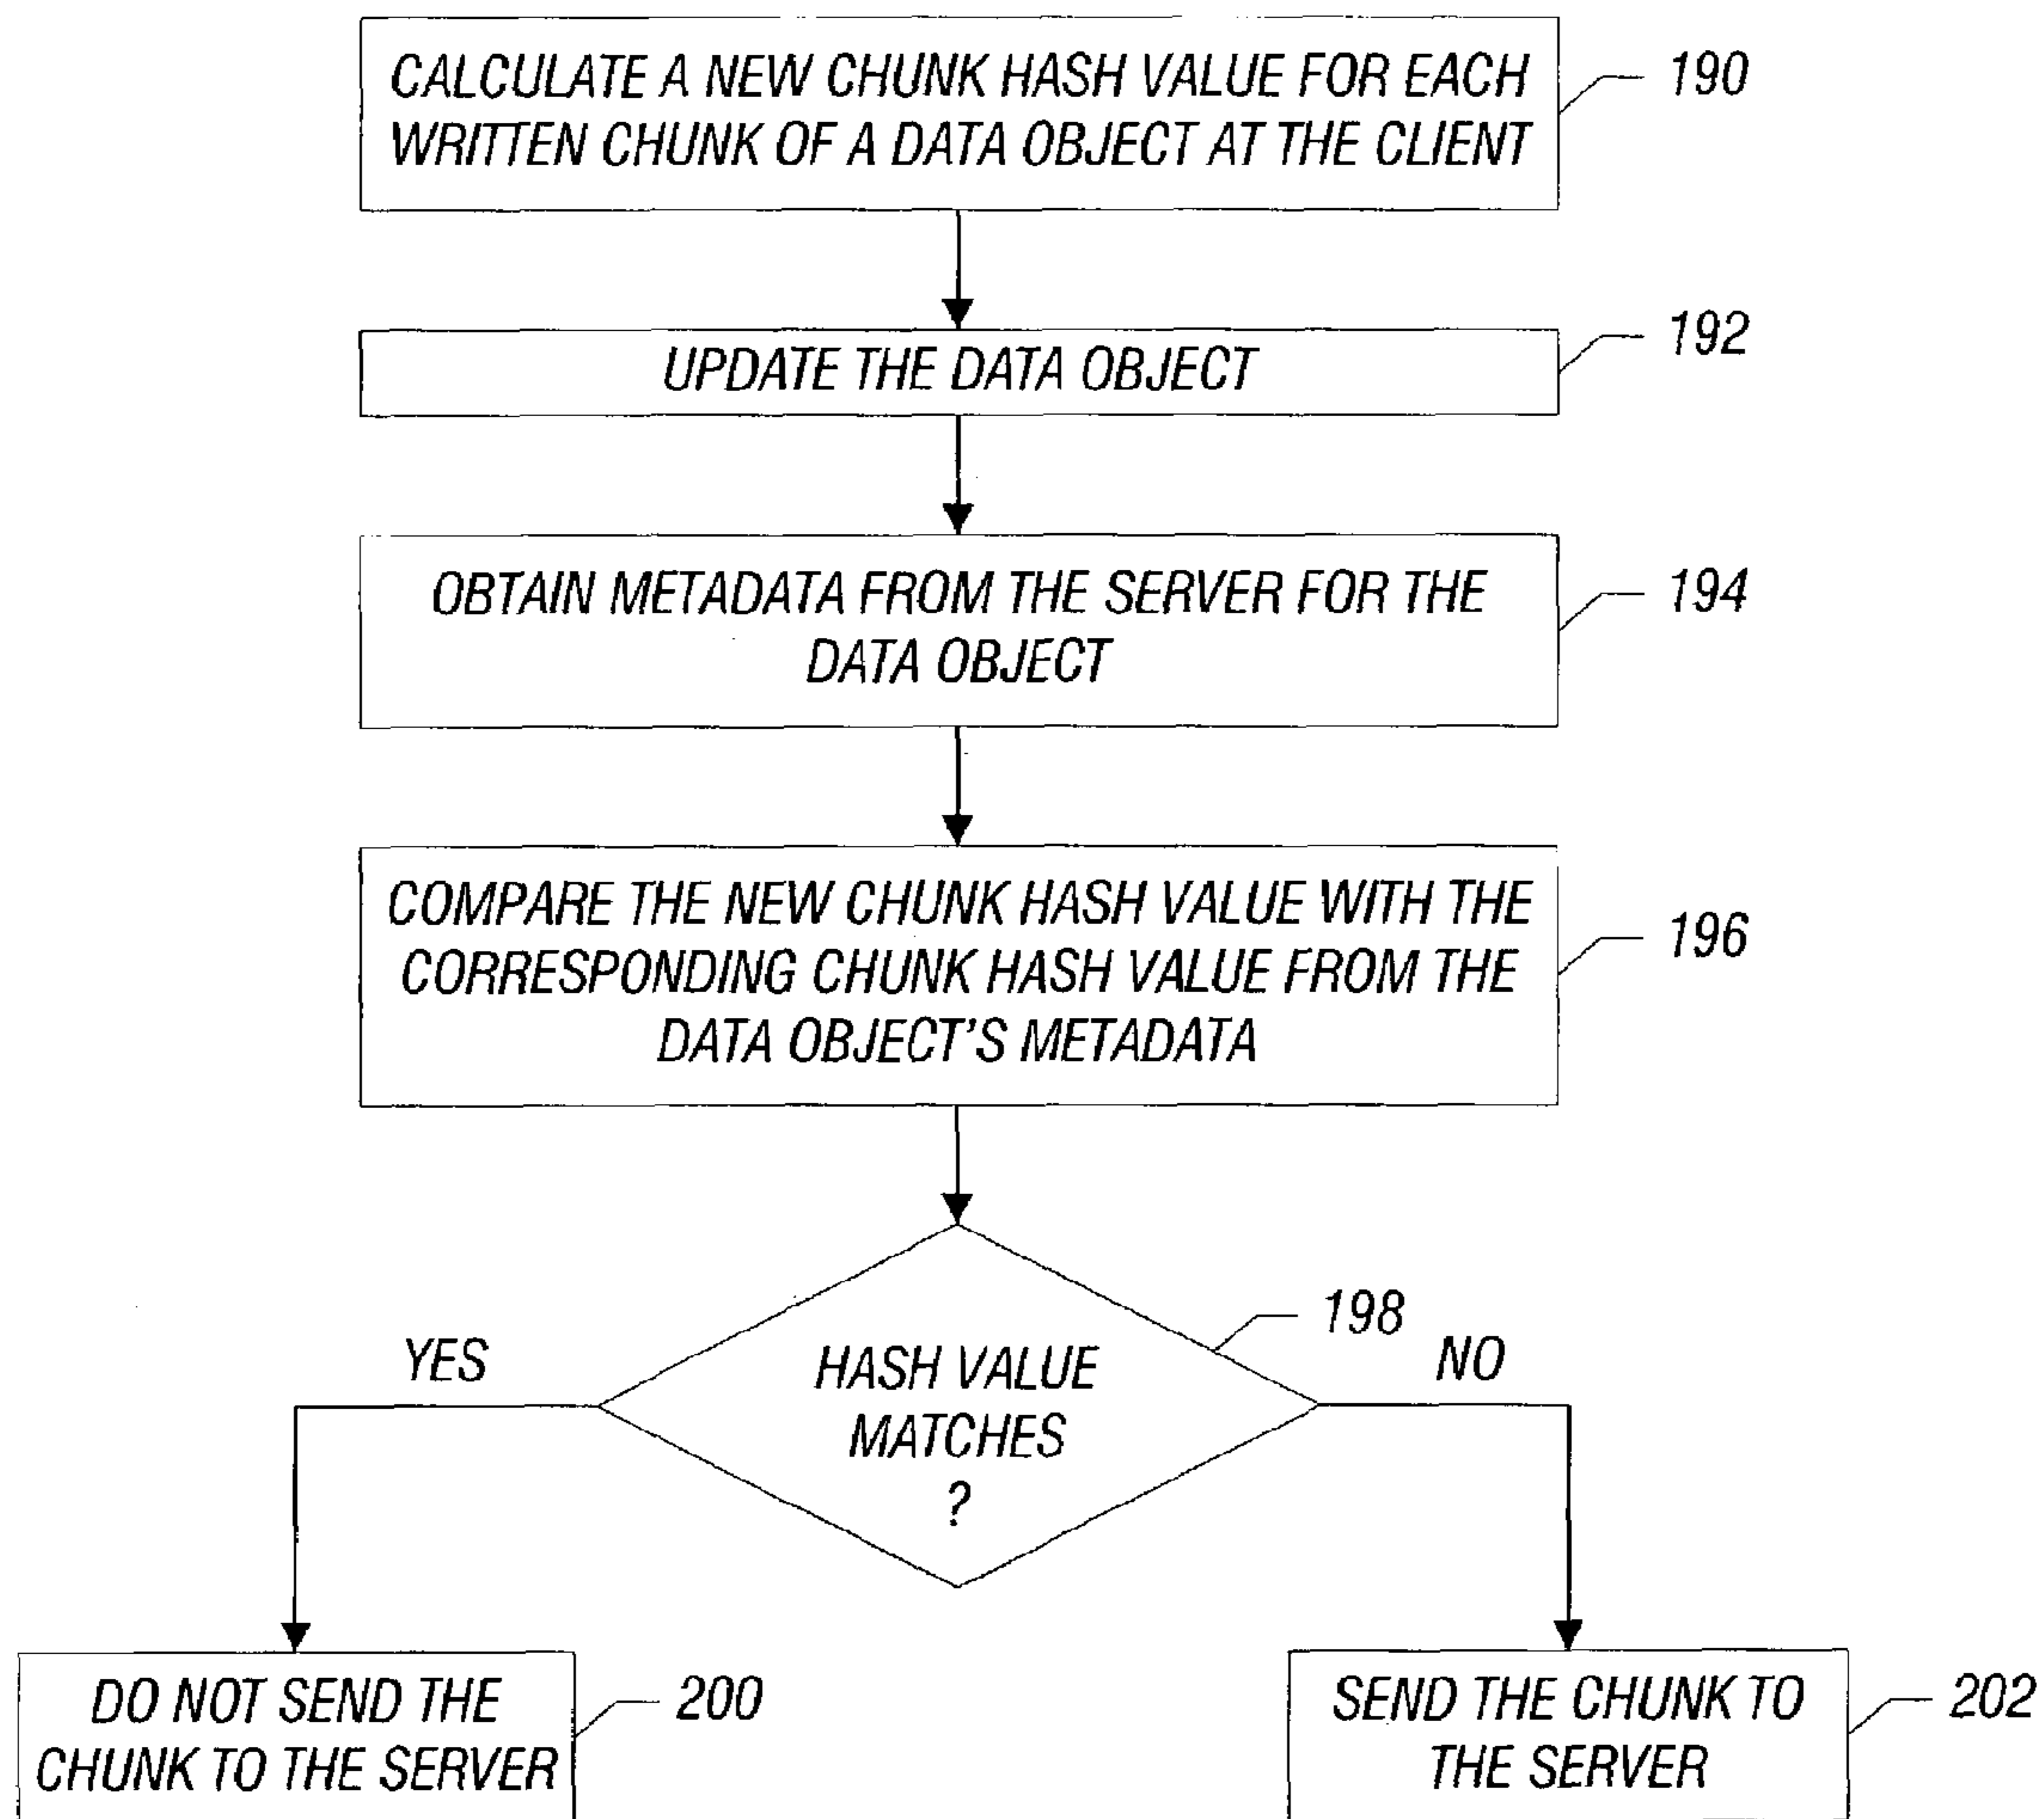 CALCULATE A NEW CHUNK HASH VALUE FOR EACH
WRITTEN CHUNK OF A DATA OBJECT AT THE CLIENT
190
UPDATE THE DATA OBJECT
192
OBTAIN METADATA FROM THE SERVER FOR THE
DATA OBJECT
194
COMPARE THE NEW CHUNK HASH VALUE WITH THE
CORRESPONDING CHUNK HASH VALUE FROM THE
DATA OBJECT'S METADATA
196
198
YES
NO
HASH VALUE
MATCHES
?
DO NOT SEND THE
CHUNK TO THE SERVER
200
SEND THE CHUNK TO
THE SERVER
202